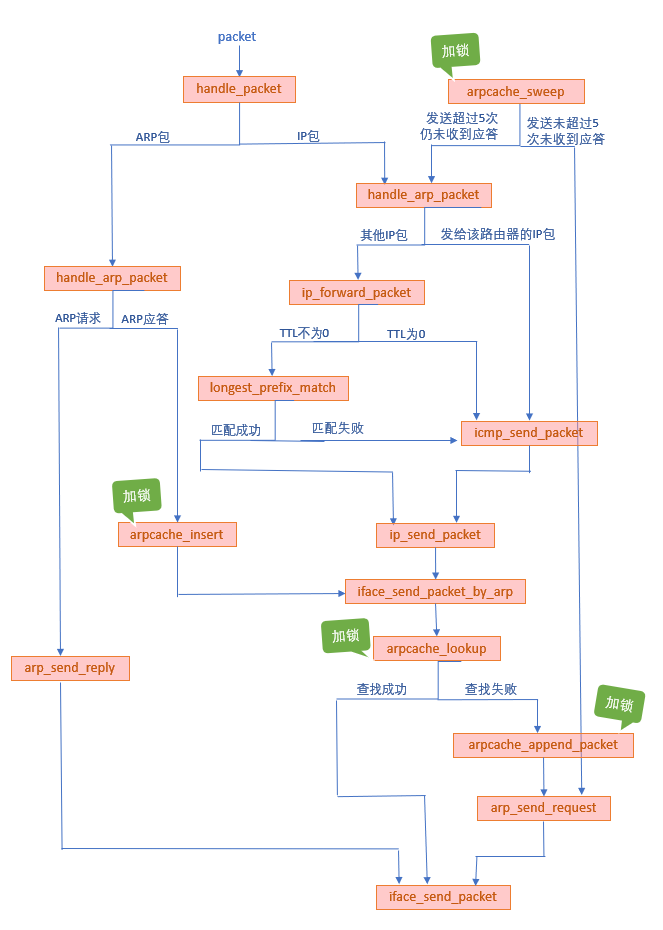 packet
加锁
handle_packet
arpcache_sweep
发送超过5次
仍未收到应答
发送未超过5
次未收到应答
ARP包
IP包
handle_arp_packet
其他IP包
发给该路由器的IP包
handle_arp_packet
ip_forward_packet
ARP请求
ARP应答
TTL不为0
TTL为0
longest_prefix_match
匹配成功
匹配失败
icmp_send_packet
加锁
arpcache_insert
ip_send_packet
iface_send_packet_by_arp
加锁
arpcache_lookup
arp_send_reply
查找成功
查找失败
加锁
arpcache_append_packet
arp_send_request
iface_send_packet